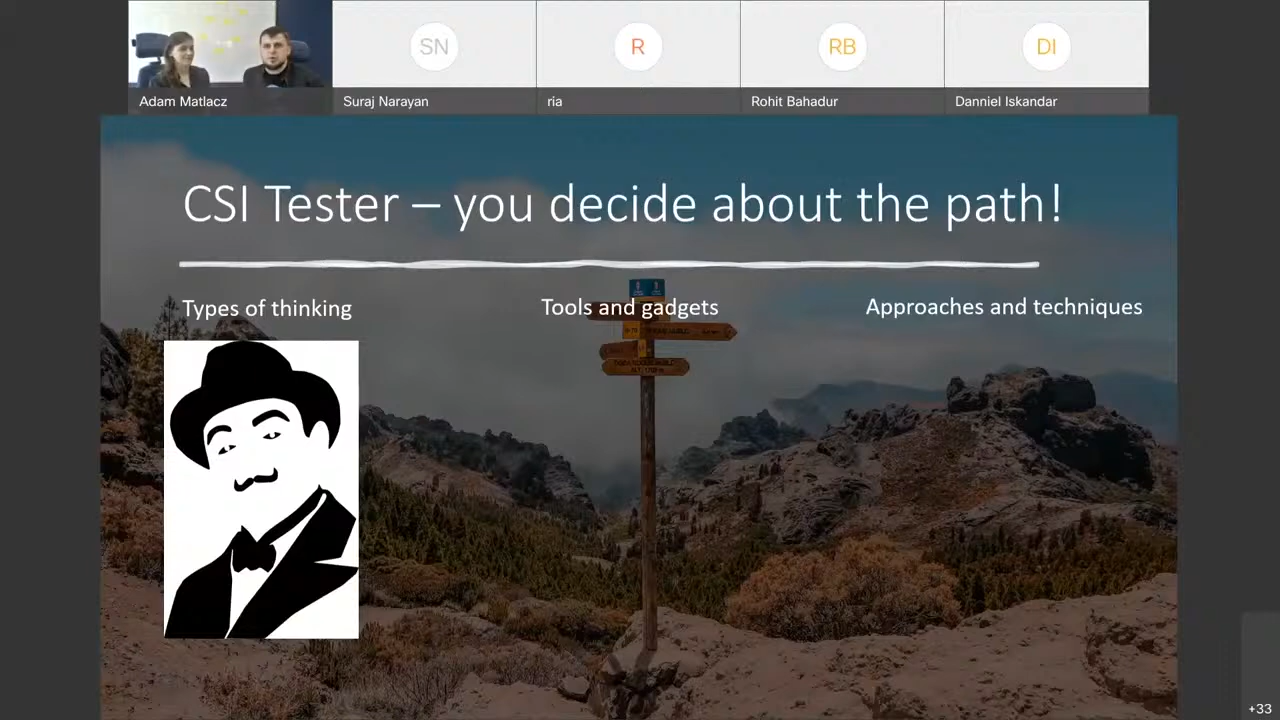 SN
R
RB
DI
Adam Matlacz
Suraj Narayan
ria
Rohit Bahadur
Danniel Iskandar
CSI Tester – you decide about the path!
Types of thinking
Tools and gadgets
Approaches and techniques
+33